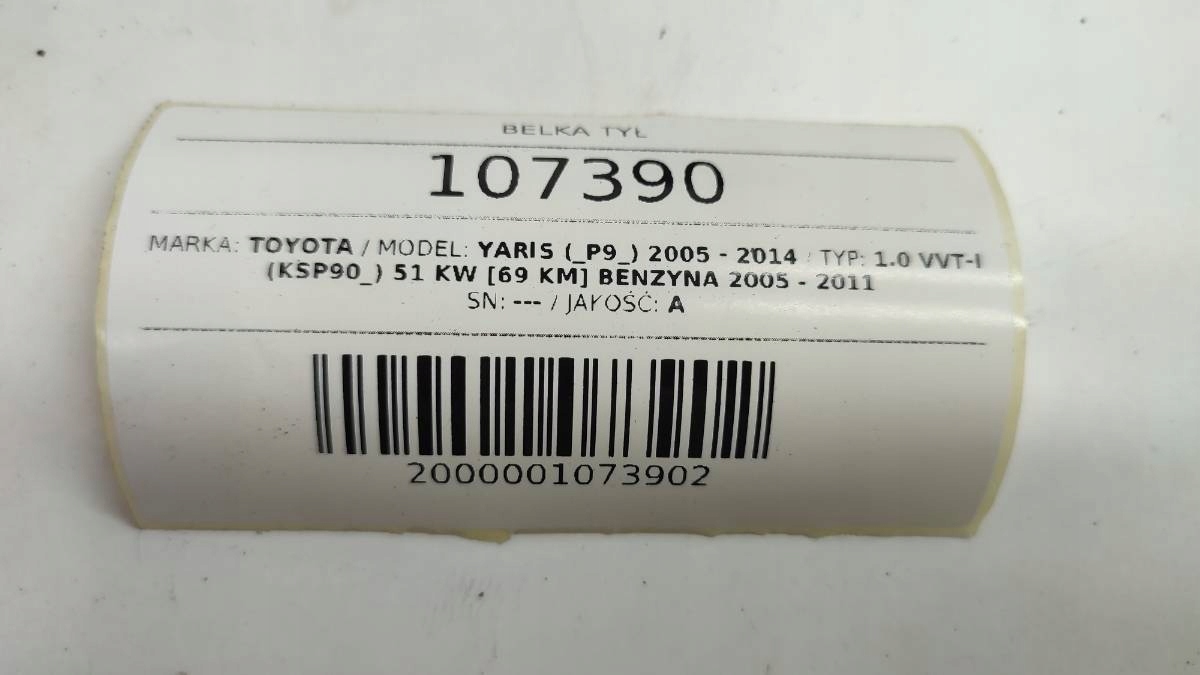 BELKA TYŁ
107390
MARKA: TOYOTA / MODEL: YARIS (_P9_) 2005 - 2014 / TYP: 1.0 VVT-I
(KSP90_) 51 KW [69 KM] BENZYNA 2005 - 2011
SN: --- / JAKOŚĆ: A
2000001073902